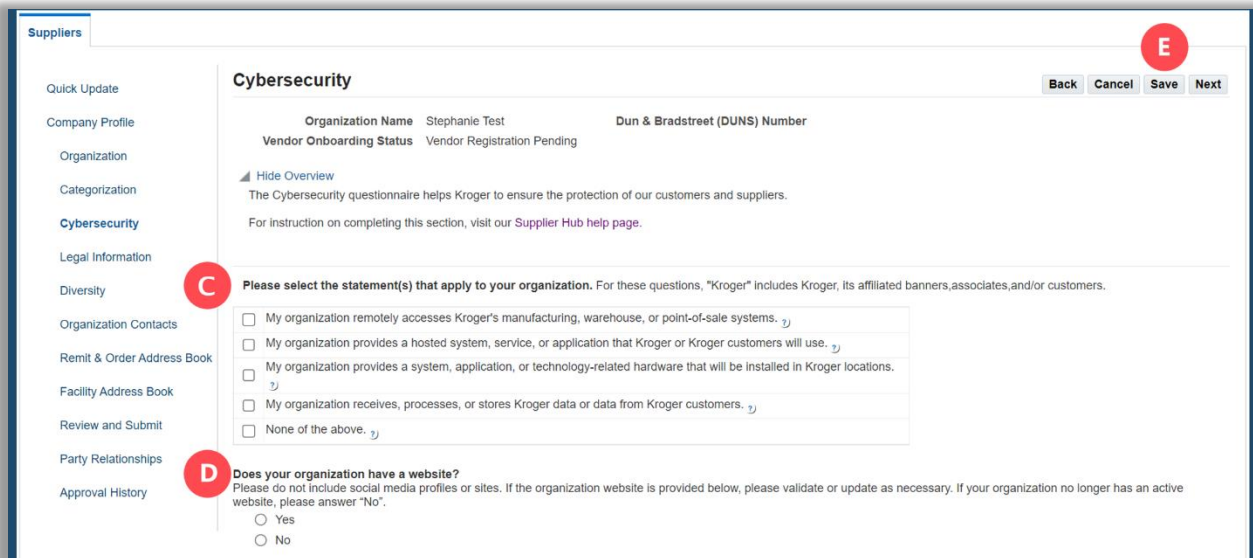 Suppliers
E
Quick Update
Company Profile
Organization
Categorization
Cybersecurity
Legal Information
Diversity
Organization Contacts
Remit & Order Address Book
Facility Address Book
Review and Submit
Party Relationships
Approval History
Cybersecurity
Back Cancel Save Next
Organization Name Stephanie Test Dun & Bradstreet (DUNS) Number
Vendor Onboarding Status Vendor Registration Pending
Hide Overview
The Cybersecurity questionnaire helps Kroger to ensure the protection of our customers and suppliers.
For instruction on completing this section, visit our Supplier Hub help page.
C
Please select the statement(s) that apply to your organization. For these questions, "Kroger" includes Kroger, its affiliated banners,associates,and/or customers.
My organization remotely accesses Kroger's manufacturing, warehouse, or point-of-sale systems. ?
My organization provides a hosted system, service, or application that Kroger or Kroger customers will use. ?
My organization provides a system, application, or technology-related hardware that will be installed in Kroger locations.
?
My organization receives, processes, or stores Kroger data or data from Kroger customers. ?
None of the above. ?
D
Does your organization have a website?
Please do not include social media profiles or sites. If the organization website is provided below, please validate or update as necessary. If your organization no longer has an active
website, please answer “No”.
Yes
No